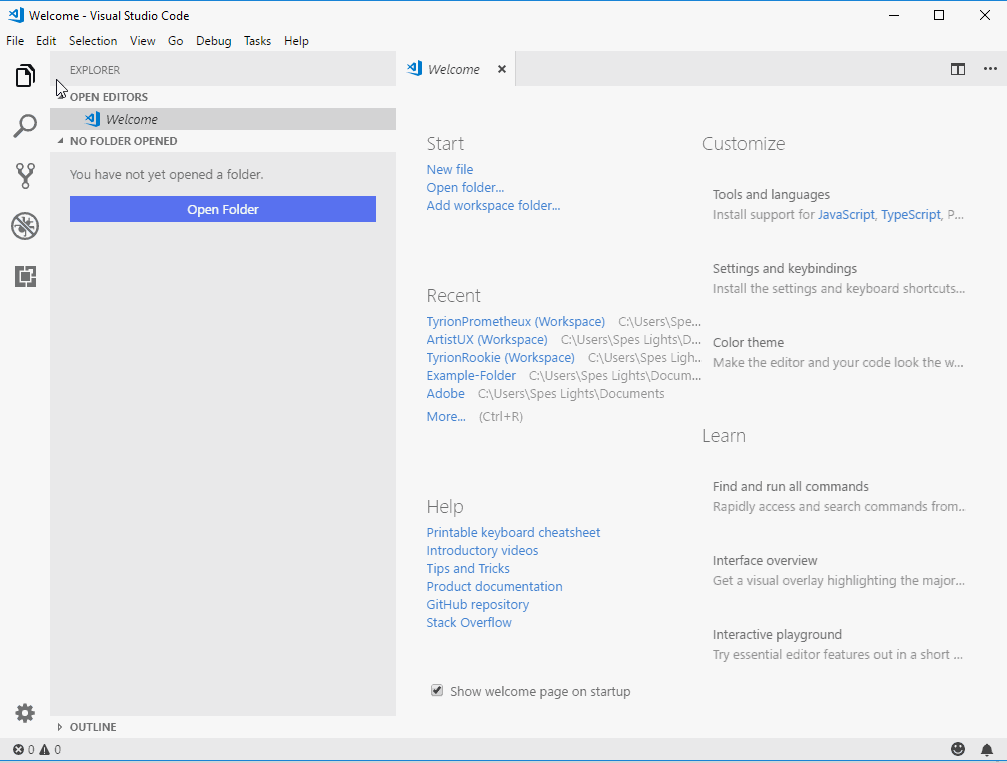 Welcome - Visual Studio Code
File Edit Selection View Go Debug Tasks Help
EXPLORER
OPEN EDITORS
Welcome
NO FOLDER OPENED
You have not yet opened a folder.
Open Folder
OUTLINE
Welcome
Start
New file
Open folder...
Add workspace folder...
Recent
TyrionPrometheux (Workspace) C:\Users\Spe...
ArtistUX (Workspace) C:\Users\Spes Lights\D...
TyrionRookie (Workspace) C:\Users\Spes Ligh..
Example-Folder C:\Users\Spes Lights\Docum...
Adobe C:\Users\Spes Lights\Documents
More... (Ctrl+R)
Help
Printable keyboard cheatsheet
Introductory videos
Tips and Tricks
Product documentation
GitHub repository
Stack Overflow
Show welcome page on startup
Customize
Tools and languages
Install support for JavaScript, TypeScript, P...
Settings and keybindings
Install the settings and keyboard shortcuts...
Color theme
Make the editor and your code look the w...
Learn
Find and run all commands
Rapidly access and search commands from..
Interface overview
Get a visual overlay highlighting the major...
Interactive playground
Try essential editor features out in a short ...
0 0